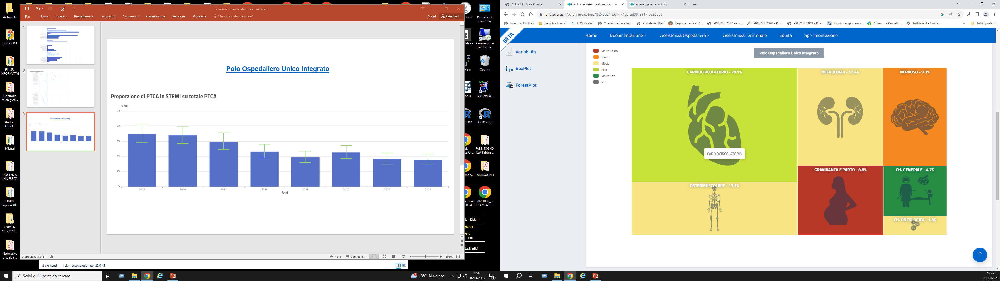 Antonella
DIREZIONI
FLUSSI
INFORMATIVI
Controllo
Strategico...
Studi su
COVID
Mistral
DOCENZA
UNIVERSITA'
FINIRE
Popolaz 01...
FOTO da
11_5_2018...
Normativa
attuale x...
Presentazione standard1 - PowerPoint
File Home Inserisci Progettazione Transizioni Animazioni Presentazione Revisione Visualizza Che cosa si desidera fare? Accedi Condividi
1
2
3
Polo Ospedaliero Unico Integrato
Proporzione di PTCA in STEMI su totale PTCA
% Adj
50
40
30
20
10
0
2015 2016 2017 2018 2019 2020 2021 2022
Anni
Diapositiva 3 di 3 Note Commenti 105%
2 elementi 1 elemento selezionato 29,0 KB
Pannello di
controllo
Connessione
desktop re...
Cestino
IARCcrgTo...
R i386 4.0.4
FABBISOGNO
RSA Febbra...
FABBISOGNO
20230131_...
ESAMI ATI ...
SL - Rieti =
26224
:F5
ccarini
@asl.rieti.it
Scrivi qui il testo da cercare.
13°C Nuvoloso
17:47
16/11/2023
4
ASL RIETI: Area Privata
PNE - valori-indicatore.documen
agenas_pne_report.pdf
pne.agenas.it/valori-indicatore/f6243e84-bdf7-41cd-ad38-2917fb2263d5
Azienda USL Rieti Registro Tumori EOS Moduli Oracle Business Int... Portale Asl Rieti Regione Lazio - SA... PREVALE 2022 - Pro... PREVALE 2020 - Pro... PREVALE 2019 - Pro... Monitoraggio temp... Alfresco » Pannello... Tuttitalia.it - Guida... » Tutti i preferiti
BETA
Home Documentazione Assistenza Ospedaliera Assistenza Territoriale Equità Sperimentazione
Variabilità
BoxPlot
ForestPlot
Molto Basso
Basso
Medio
Alto
Molto Alto
ND
Polo Ospedaliero Unico Integrato
CARDIOCIRCOLATORIO - 28.1%
NEFROLOGIA - 12.4%
NERVOSO - 9.3%
CARDIOCIRCOLATORIO
OSTEOMUSCOLARE - 13.1%
GRAVIDANZA E PARTO - 8.8%
CH. GENERALE - 4.7%
CH. ONCOLOGICA - 1.8%
17:47
16/11/2023